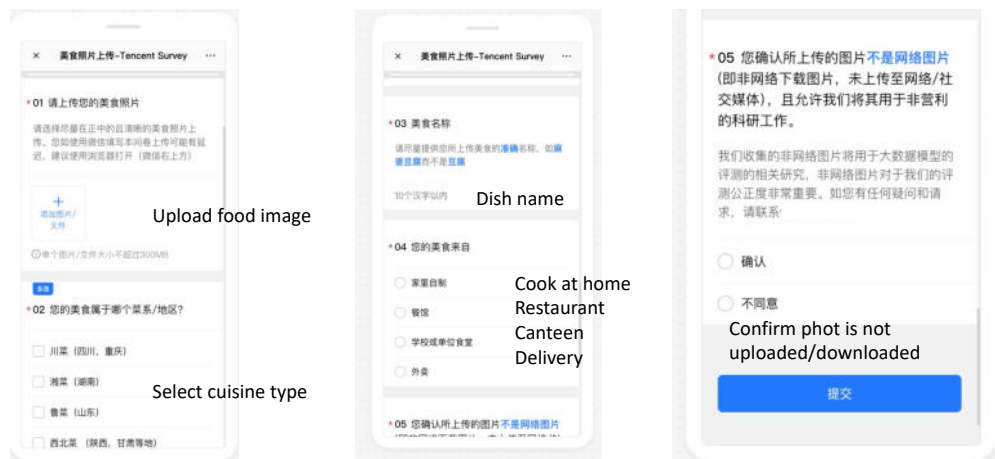 × 美食照片上传-Tencent Survey ···
*01 请上传您的美食照片
请选择尽量在正中的且清晰的美食照片上
传。您如使用微信填写本问卷上传可能有延
迟，建议使用浏览器打开（微信右上方）
+
添加图片/
文件
Upload food image
单个图片/文件大小不超过300MB
多选
*02 您的美食属于哪个菜系/地区?
川菜（四川，重庆）
湘菜（湖南）
Select cuisine type
鲁菜（山东）
西北菜 （陕西，甘肃等地）
× 美食照片上传-Tencent Survey ···
*03 美食名称
请尽量提供您所上传美食的准确名称，如麻
婆豆腐而不是豆腐
10个汉字以内
Dish name
*04 您的美食来自
家里自制
Cook at home
餐馆
Restaurant
学校或单位食堂
Canteen
外卖
Delivery
*05 您确认所上传的图片不是网络图片
*05 您确认所上传的图片不是网络图片
(即非网络下载图片，未上传至网络/社
交媒体)，且允许我们将其用于非营利
的科研工作。
我们收集的非网络图片将用于大数据模型的
评测的相关研究，非网络图片对于我们的评
测公正度非常重要。如您有任何疑问和请
求，请联系
确认
不同意
Confirm phot is not
uploaded/downloaded
提交